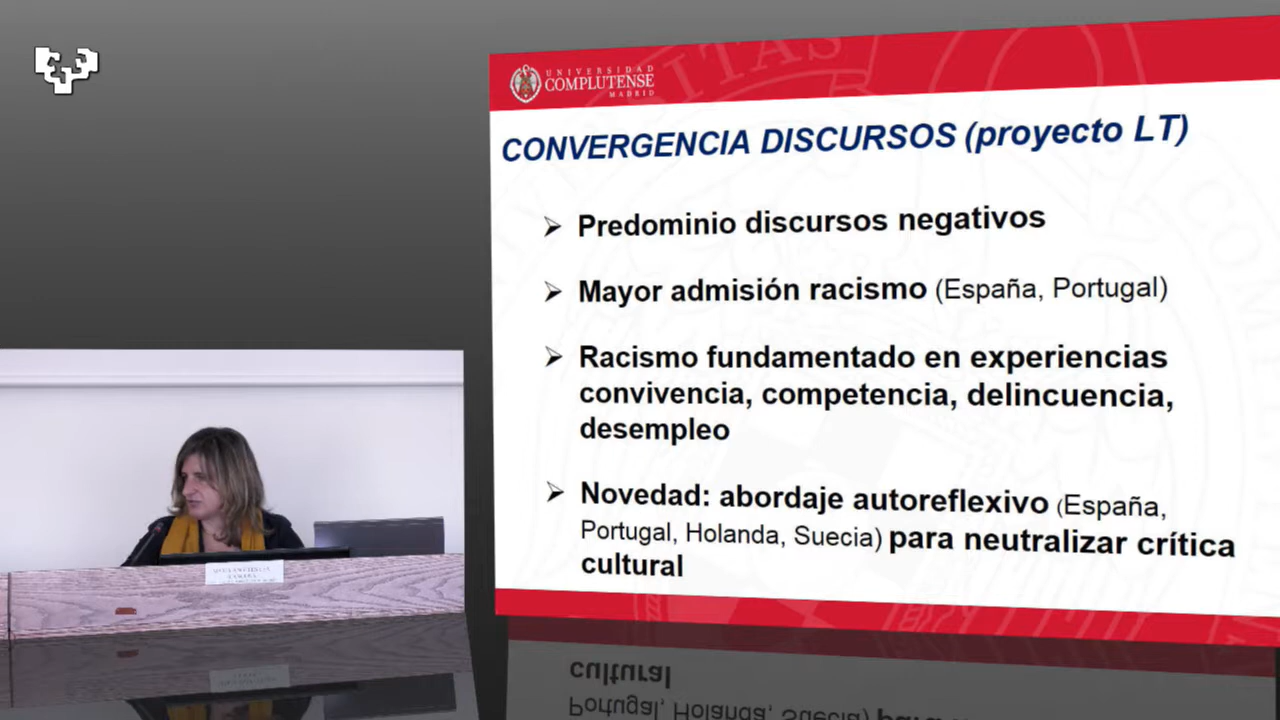 UNIVERSIDAD
COMPLUTENSE
MADRID
CONVERGENCIA DISCURSOS (proyecto LT)
Predominio discursos negativos
Mayor admisión racismo (España, Portugal)
Racismo fundamentado en experiencias
convivencia, competencia, delincuencia,
desempleo
Novedad: abordaje autoreflexivo (España,
Portugal, Holanda, Suecia) para neutralizar crítica
cultural